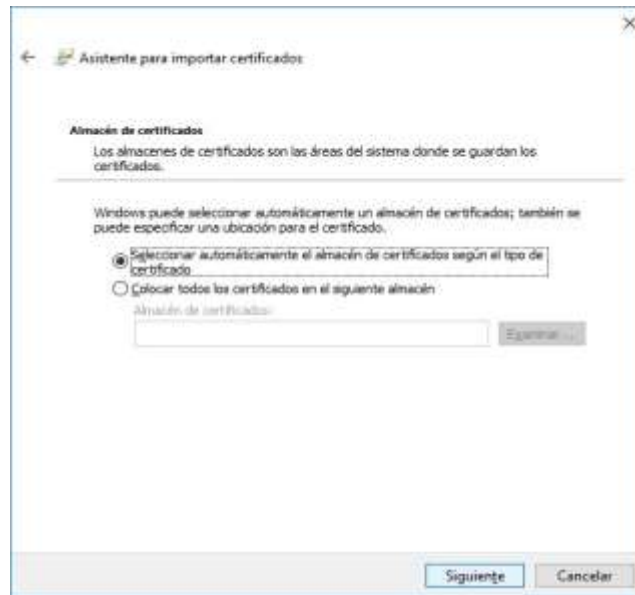 Asistente para importar certificados
Almacén de certificados
Los almacenes de certificados son las áreas del sistema donde se guardan los
certificados.
Windows puede seleccionar automáticamente un almacén de certificados; también se
puede especificar una ubicación para el certificado.
Seleccionar automáticamente el almacén de certificados según el tipo de
certificado
Colocar todos los certificados en el siguiente almacén
Almacén de certificados:
Examinar ...
Siguiente
Cancelar